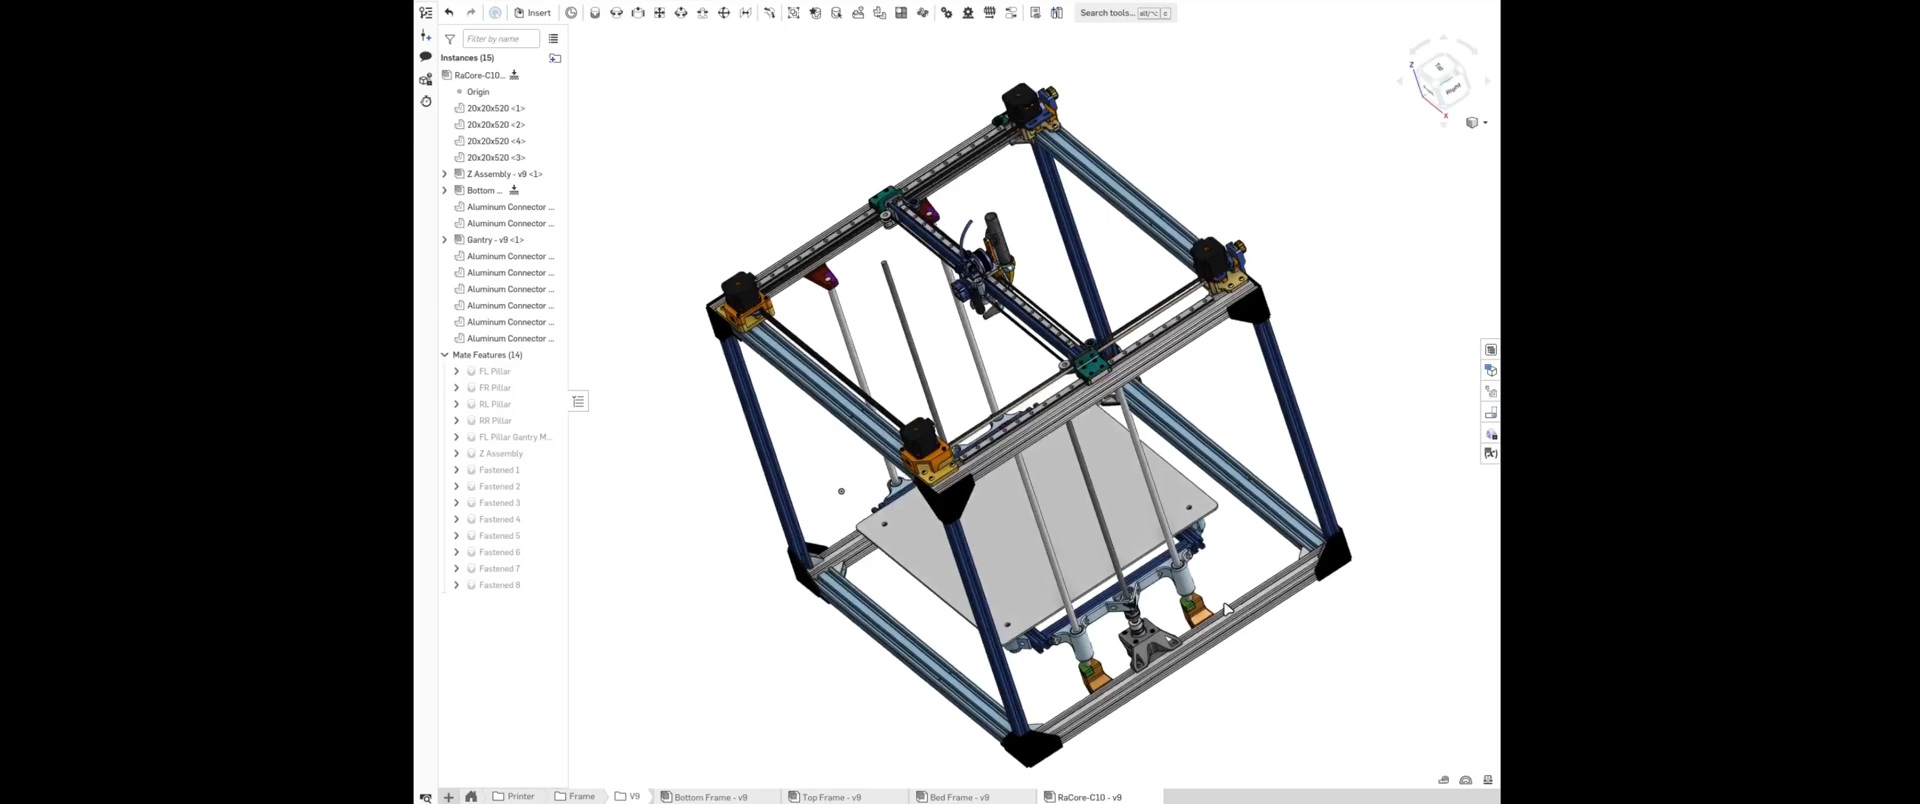 Insert
Search tools... alt/⌥ c
Filter by name
Instances (15)
RaCore-C10...
Origin
20x20x520 <1>
20x20x520 <2>
20x20x520 <4>
20x20x520 <3>
Z Assembly - v9 <1>
Bottom ...
Aluminum Connector ...
Aluminum Connector ...
Gantry - v9 <1>
Aluminum Connector ...
Aluminum Connector ...
Aluminum Connector ...
Aluminum Connector ...
Aluminum Connector ...
Aluminum Connector ...
Mate Features (14)
FL Pillar
FR Pillar
RL Pillar
RR Pillar
FL Pillar Gantry M...
Z Assembly
Fastened 1
Fastened 2
Fastened 3
Fastened 4
Fastened 5
Fastened 6
Fastened 7
Fastened 8
Z
Top
Right
X
Printer
Frame
V9
Bottom Frame - v9
Top Frame - v9
Bed Frame - v9
RaCore-C10 - v9